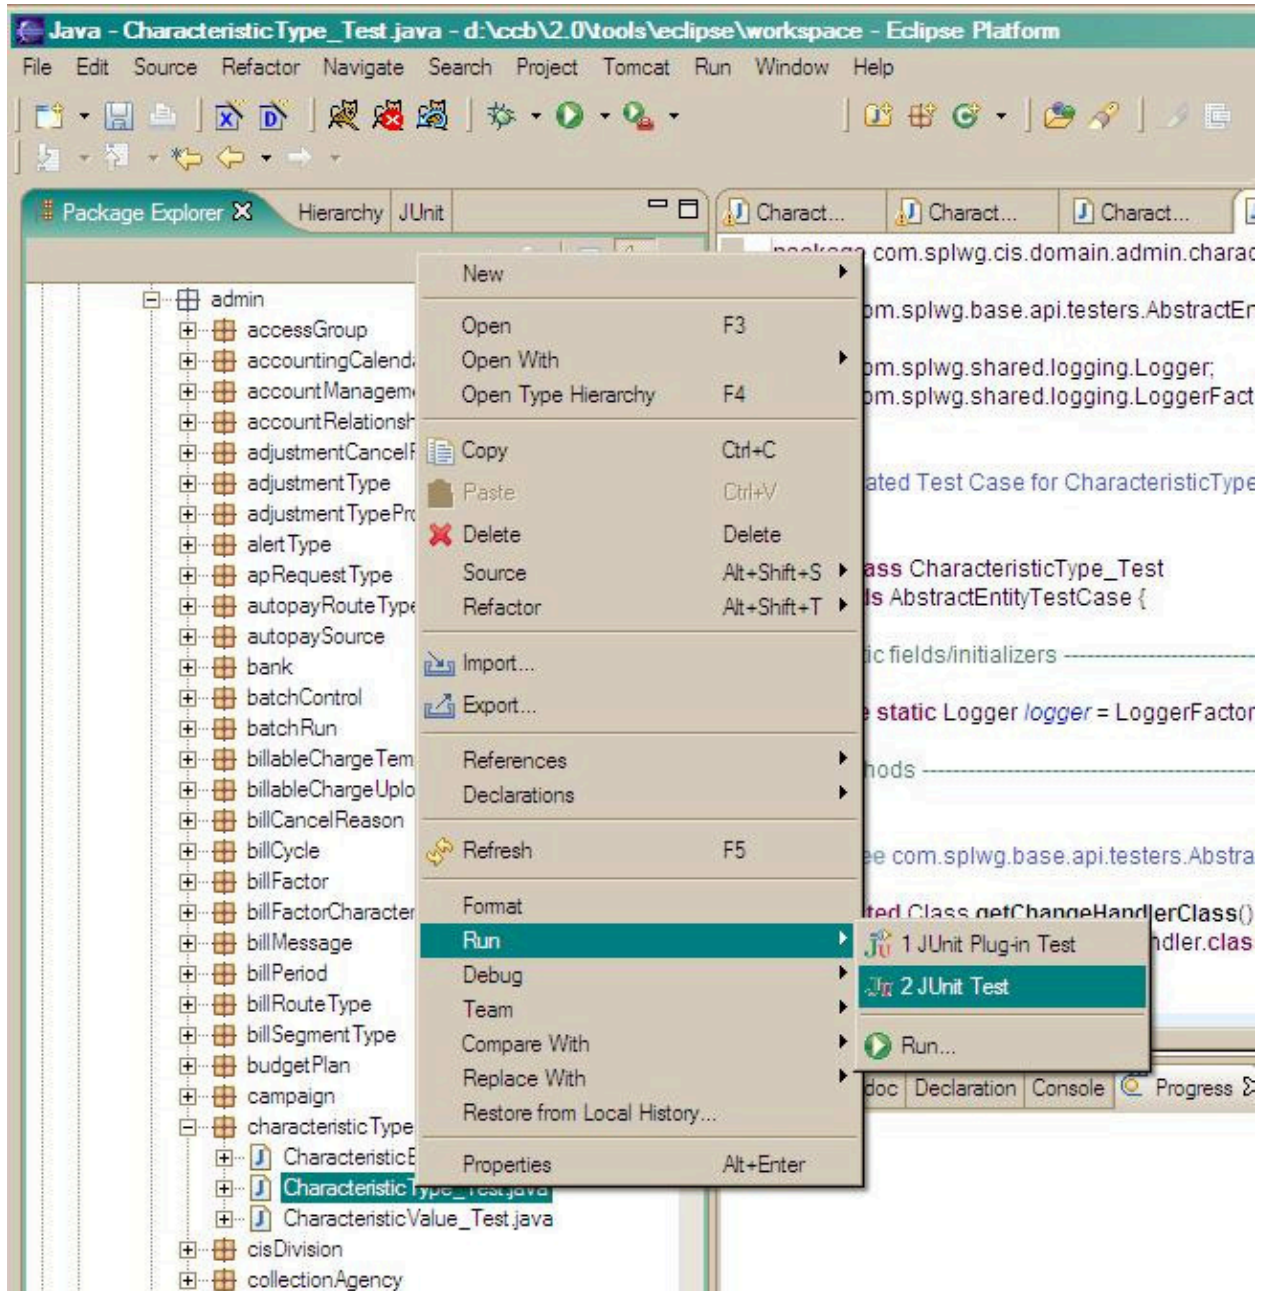 Java - CharacteristicType_Test.java - d:\ccb\2.0\tools\eclipse\workspace - Eclipse Platform
File Edit Source Refactor Navigate Search Project Tomcat Run Window Help
Package Explorer Hierarchy JUnit
Charact... Charact... Charact...
admin
accessGroup
accountingCalenda
accountManageme
accountRelationsh
adjustmentCancelR
adjustmentType
adjustmentTypePro
alertType
apRequestType
autopayRouteType
autopaySource
bank
batchControl
batchRun
billableChargeTem
billableChargeUplo
billCancelReason
billCycle
billFactor
billFactorCharacter
billMessage
billPeriod
billRouteType
billSegmentType
budgetPlan
campaign
characteristicType
CharacteristicE
CharacteristicType_Test.java
CharacteristicValue_Test.java
cisDivision
collectionAgency
New
Open F3
Open With
Open Type Hierarchy F4
Copy Ctrl+C
Paste Ctrl+V
Delete Delete
Source Alt+Shift+S
Refactor Alt+Shift+T
Import...
Export...
References
Declarations
Refresh F5
Format
Run
Debug
Team
Compare With
Replace With
Restore from Local History...
Properties Alt+Enter
1 JUnit Plug-in Test
2 JUnit Test
Run...
package com.splwg.cis.domain.admin.charac
om.splwg.base.api.testers.AbstractEr
om.splwg.shared.logging.Logger;
om.splwg.shared.logging.LoggerFact
ated Test Case for CharacteristicType
ass CharacteristicType_Test
ds AbstractEntityTestCase {
tic fields/initializers
e static Logger logger = LoggerFactor
hods
ee com.splwg.base.api.testers.Abstra
ted Class getChangeHandlerClass()
ndler.clas
doc Declaration Console Progress